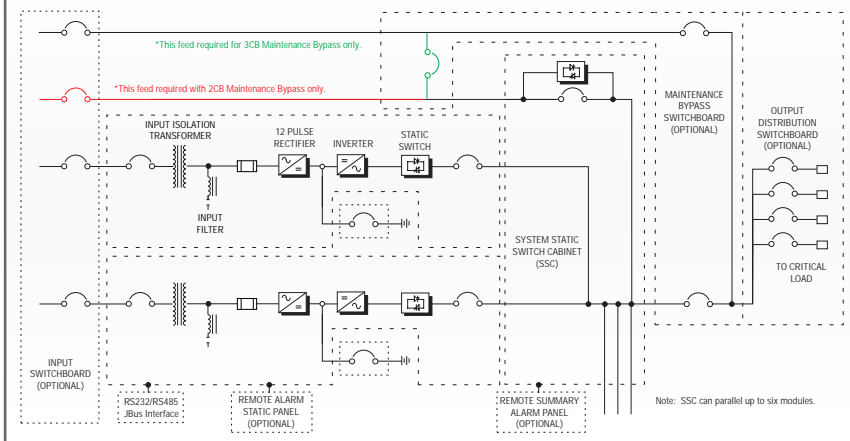 *This feed required for 3CB Maintenance Bypass only.
*This feed required with 2CB Maintenance Bypass only.
INPUT ISOLATION
TRANSFORMER
12 PULSE
RECTIFIER
INVERTER
STATIC
SWITCH
MAINTENANCE
BYPASS
SWITCHBOARD
(OPTIONAL)
OUTPUT
DISTRIBUTION
SWITCHBOARD
(OPTIONAL)
INPUT
FILTER
SYSTEM STATIC
SWITCH CABINET
(SSC)
TO CRITICAL
LOAD
INPUT
SWITCHBOARD
(OPTIONAL)
RS232/RS485
JBus Interface
REMOTE ALARM
STATIC PANEL
(OPTIONAL)
REMOTE SUMMARY
ALARM PANEL
(OPTIONAL)
Note: SSC can parallel up to six modules.